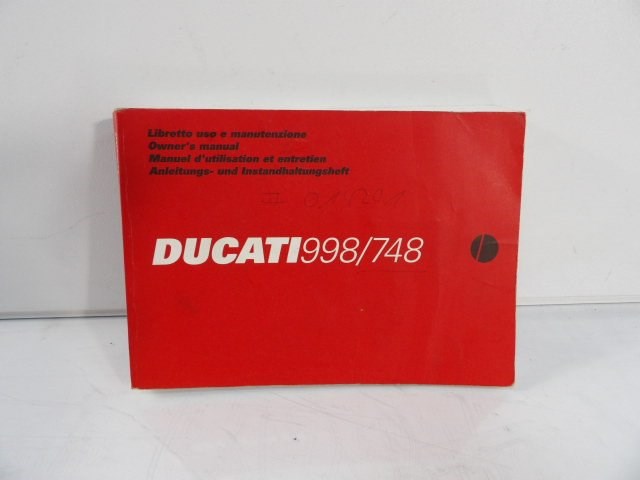 Libretto uso e manutenzione
Owner's manual
Manuel d'utilisation et entretien
Anleitungs- und Instandhaltungsheft
DUCATI998/748